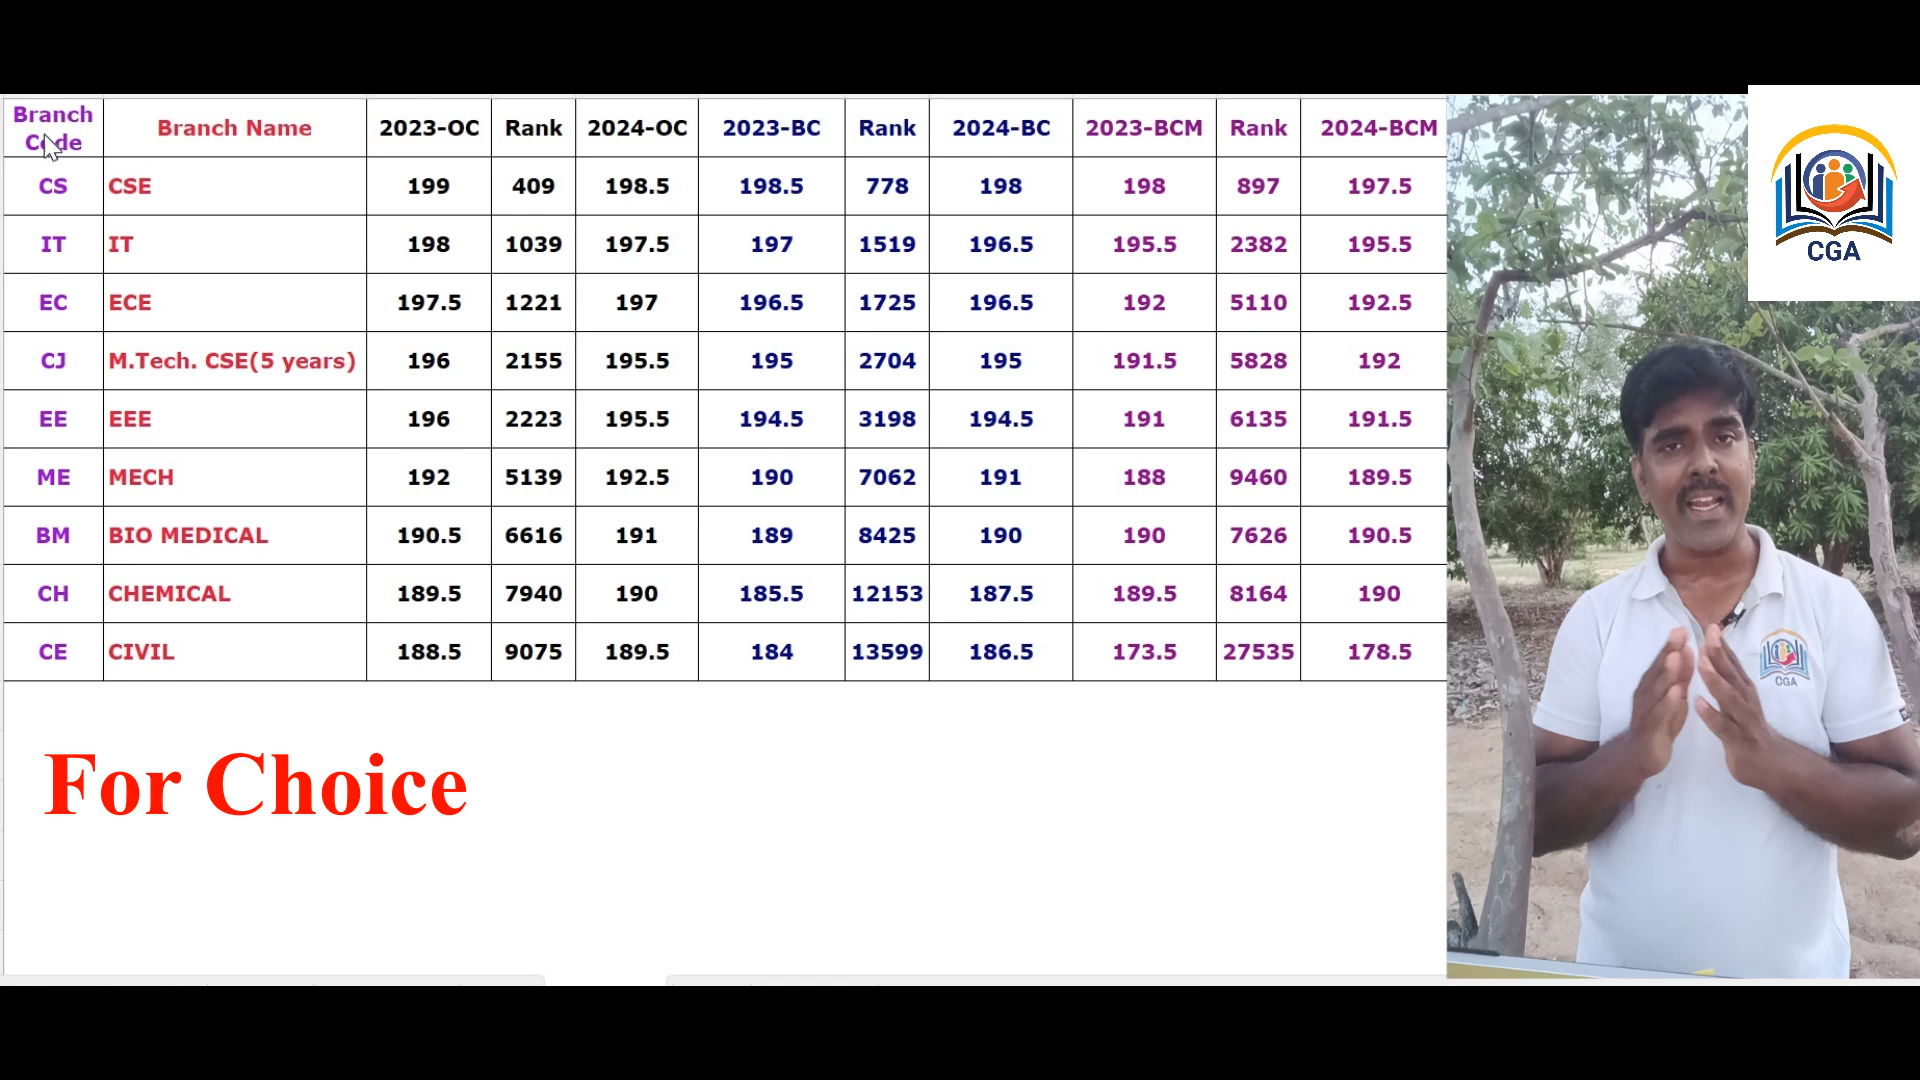 Branch Code Branch Name 2023-OC Rank 2024-OC 2023-BC Rank 2024-BC 2023-BCM Rank 2024-BCM
CS CSE 199 409 198.5 198.5 778 198 198 897 197.5
IT IT 198 1039 197.5 197 1519 196.5 195.5 2382 195.5
EC ECE 197.5 1221 197 196.5 1725 196.5 192 5110 192.5
CJ M.Tech. CSE(5 years) 196 2155 195.5 195 2704 195 191.5 5828 192
EE EEE 196 2223 195.5 194.5 3198 194.5 191 6135 191.5
ME MECH 192 5139 192.5 190 7062 191 188 9460 189.5
BM BIO MEDICAL 190.5 6616 191 189 8425 190 190 7626 190.5
CH CHEMICAL 189.5 7940 190 185.5 12153 187.5 189.5 8164 190
CE CIVIL 188.5 9075 189.5 184 13599 186.5 173.5 27535 178.5
For Choice
CGA
CGA